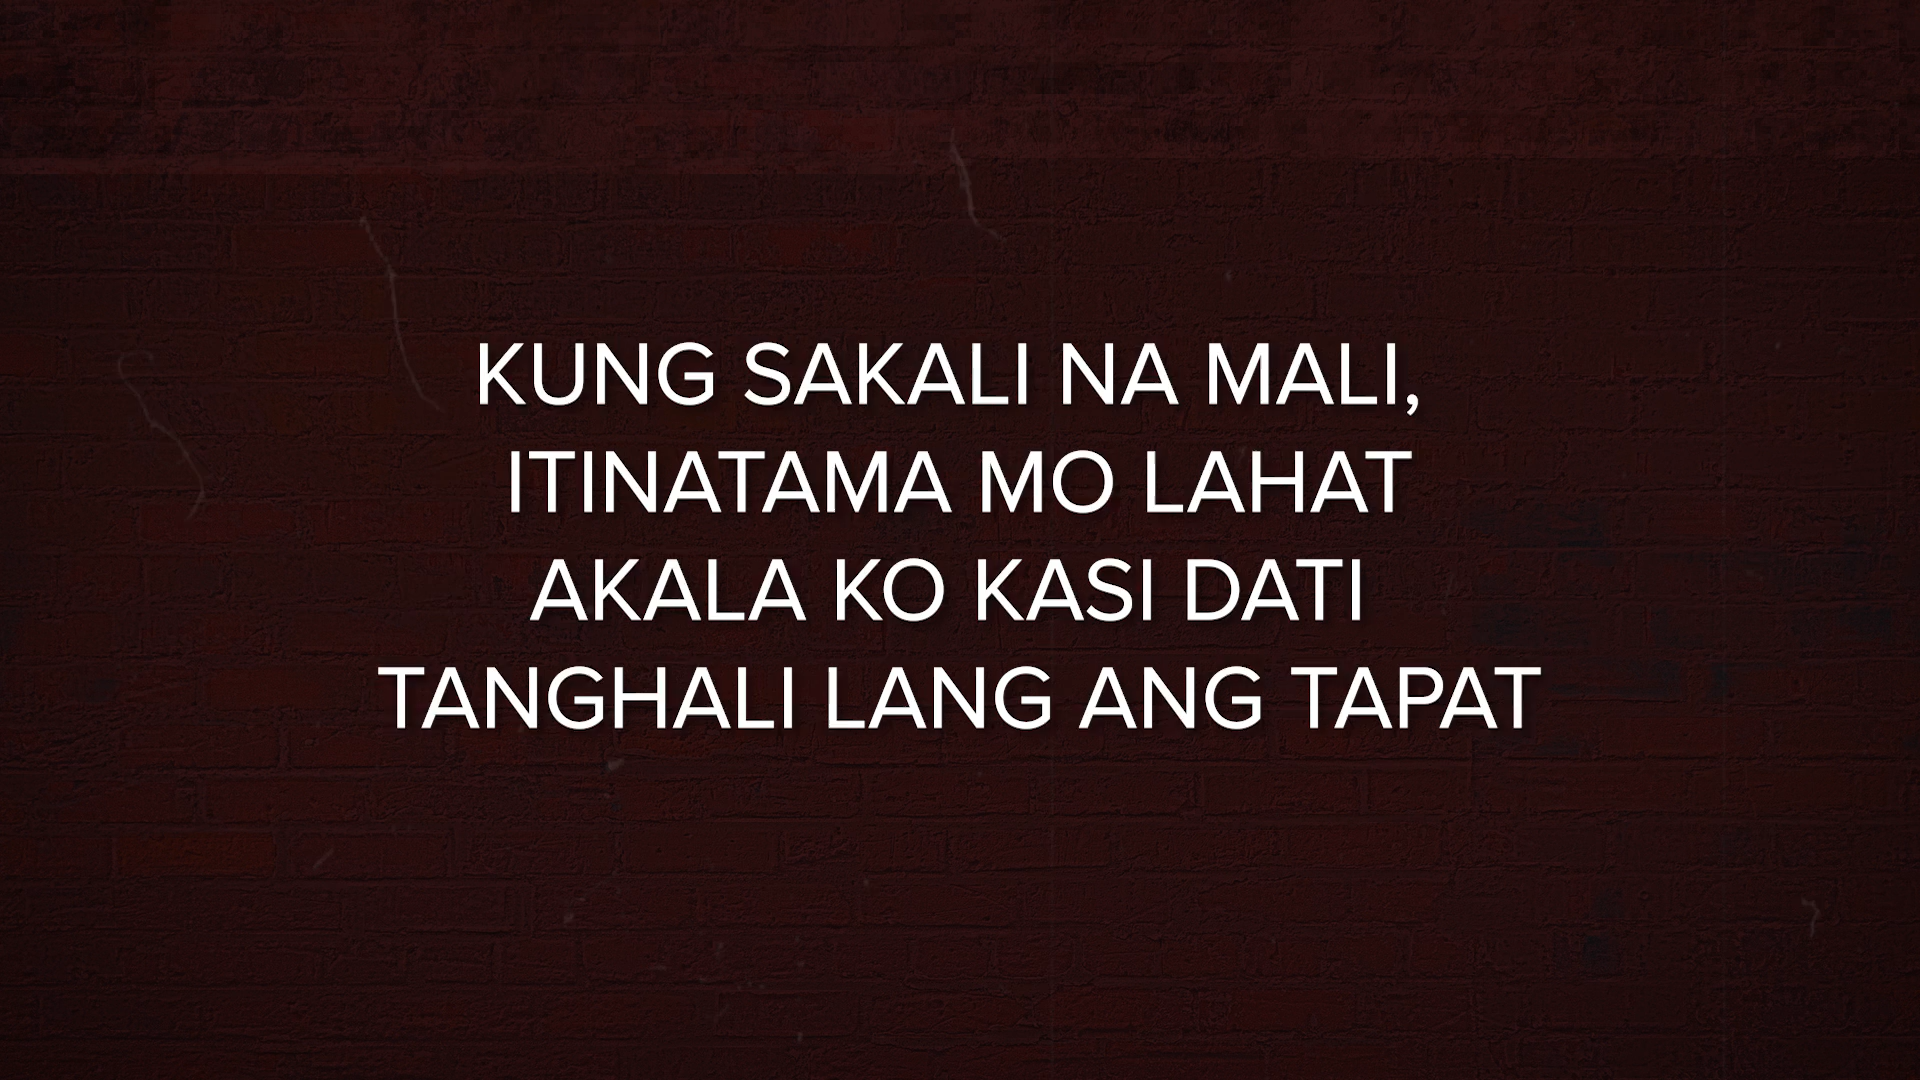 KUNG SAKALI NA MALI,
ITINATAMA MO LAHAT
AKALA KO KASI DATI
TANGHALI LANG ANG TAPAT